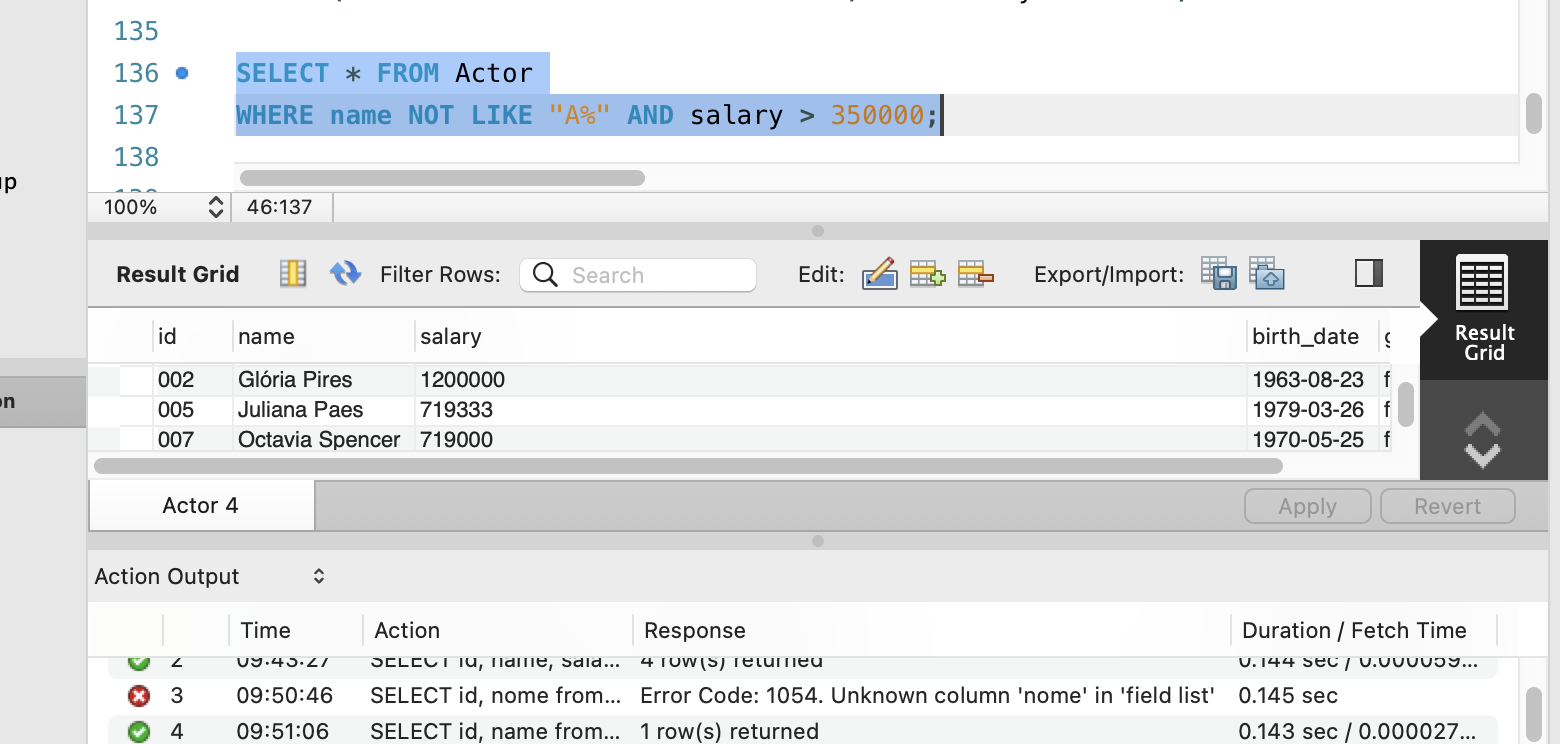 135
136 SELECT * FROM Actor
137 WHERE name NOT LIKE "A%" AND salary > 350000;
138
up
100% 46:137
Result Grid Filter Rows: Search Edit: Export/Import:
Result Grid
id name salary birth_date
002 Glória Pires 1200000 1963-08-23 f
005 Juliana Paes 719333 1979-03-26 f
007 Octavia Spencer 719000 1970-05-25 f
on
Actor 4 Apply Revert
Action Output
Time Action Response Duration / Fetch Time
2 09:43:27 SELECT id, name, sala... 4 row(s) returned 0.144 sec / 0.000059...
3 09:50:46 SELECT id, nome from... Error Code: 1054. Unknown column 'nome' in 'field list' 0.145 sec
4 09:51:06 SELECT id, name from... 1 row(s) returned 0.143 sec / 0.000027...